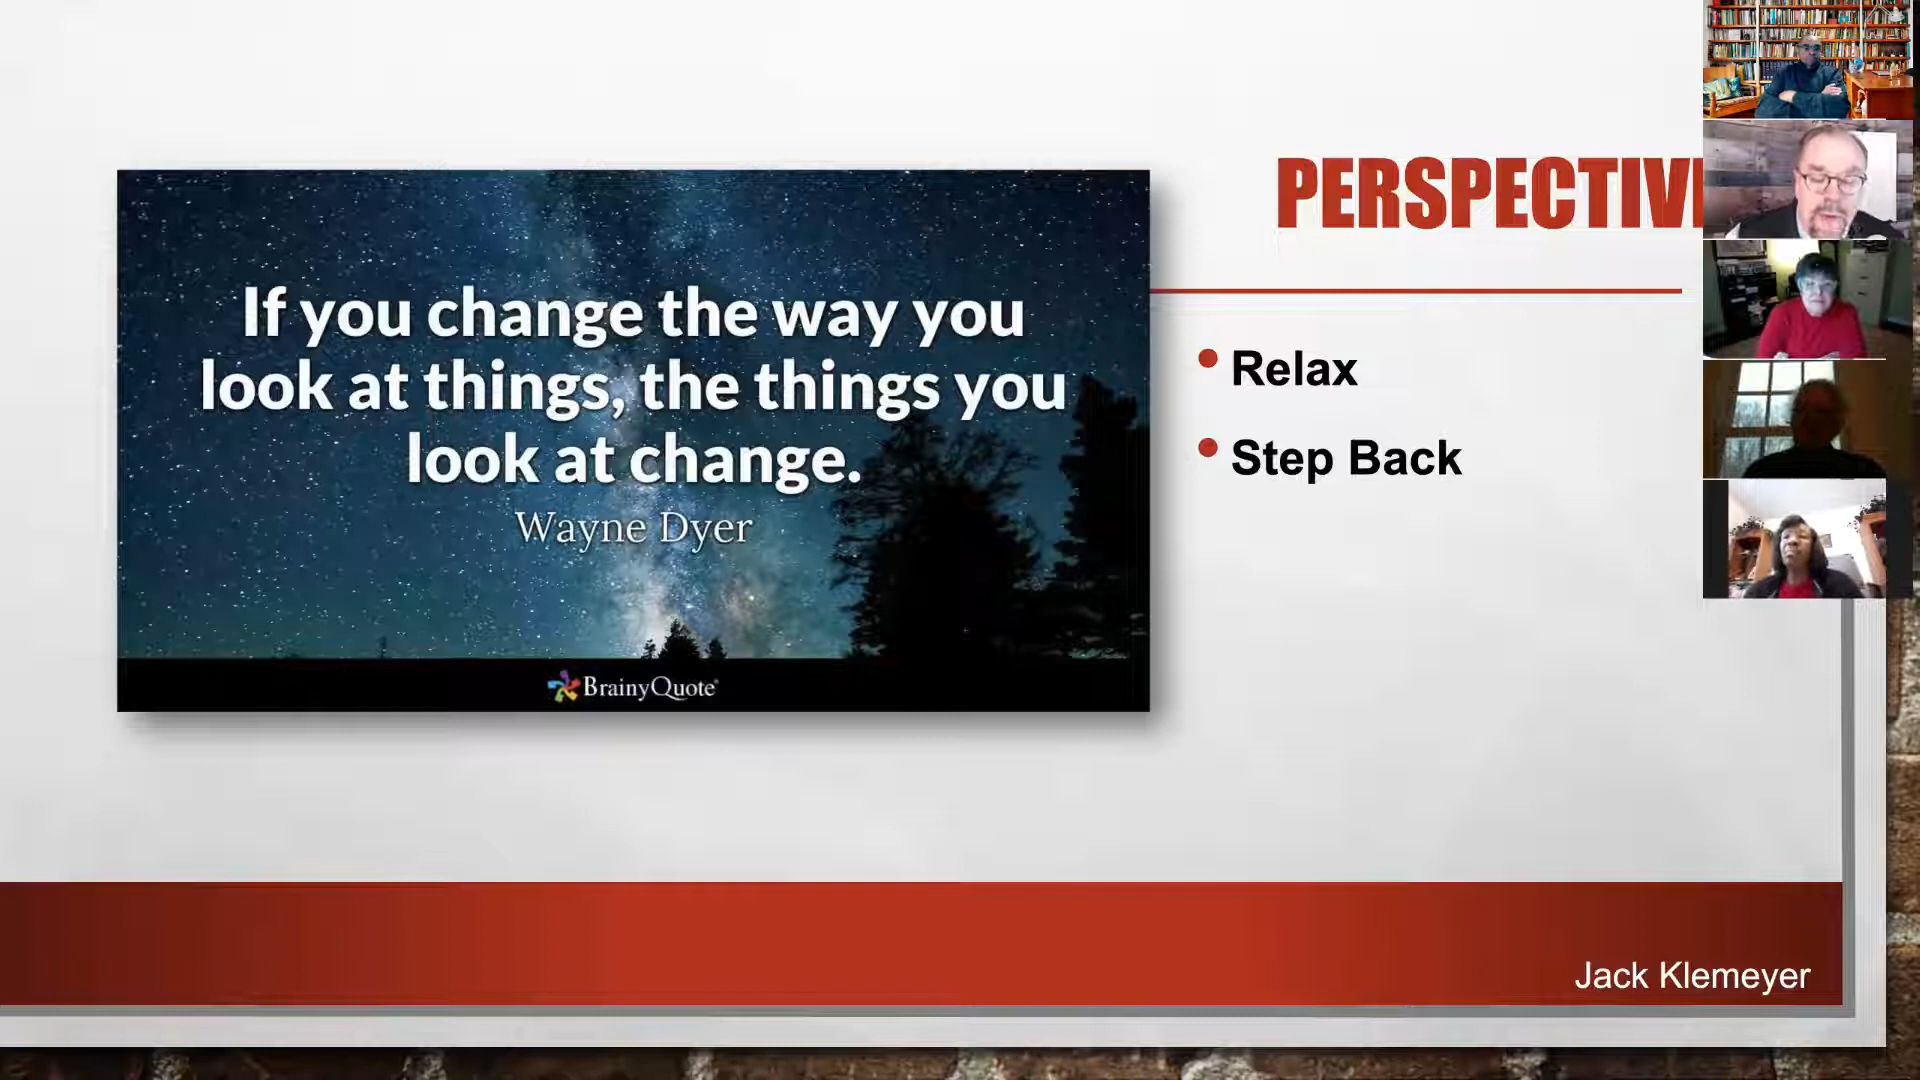 PERSPECTIV
If you change the way you
look at things, the things you
look at change.
Wayne Dyer
BrainyQuote
Relax
Step Back
Jack Klemeyer